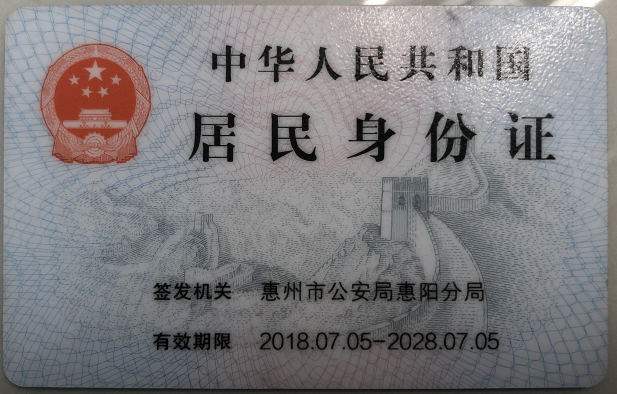 中华人民共和国
居民身份证
签发机关 惠州市公安局惠阳分局
有效期限 2018.07.05-2028.07.05